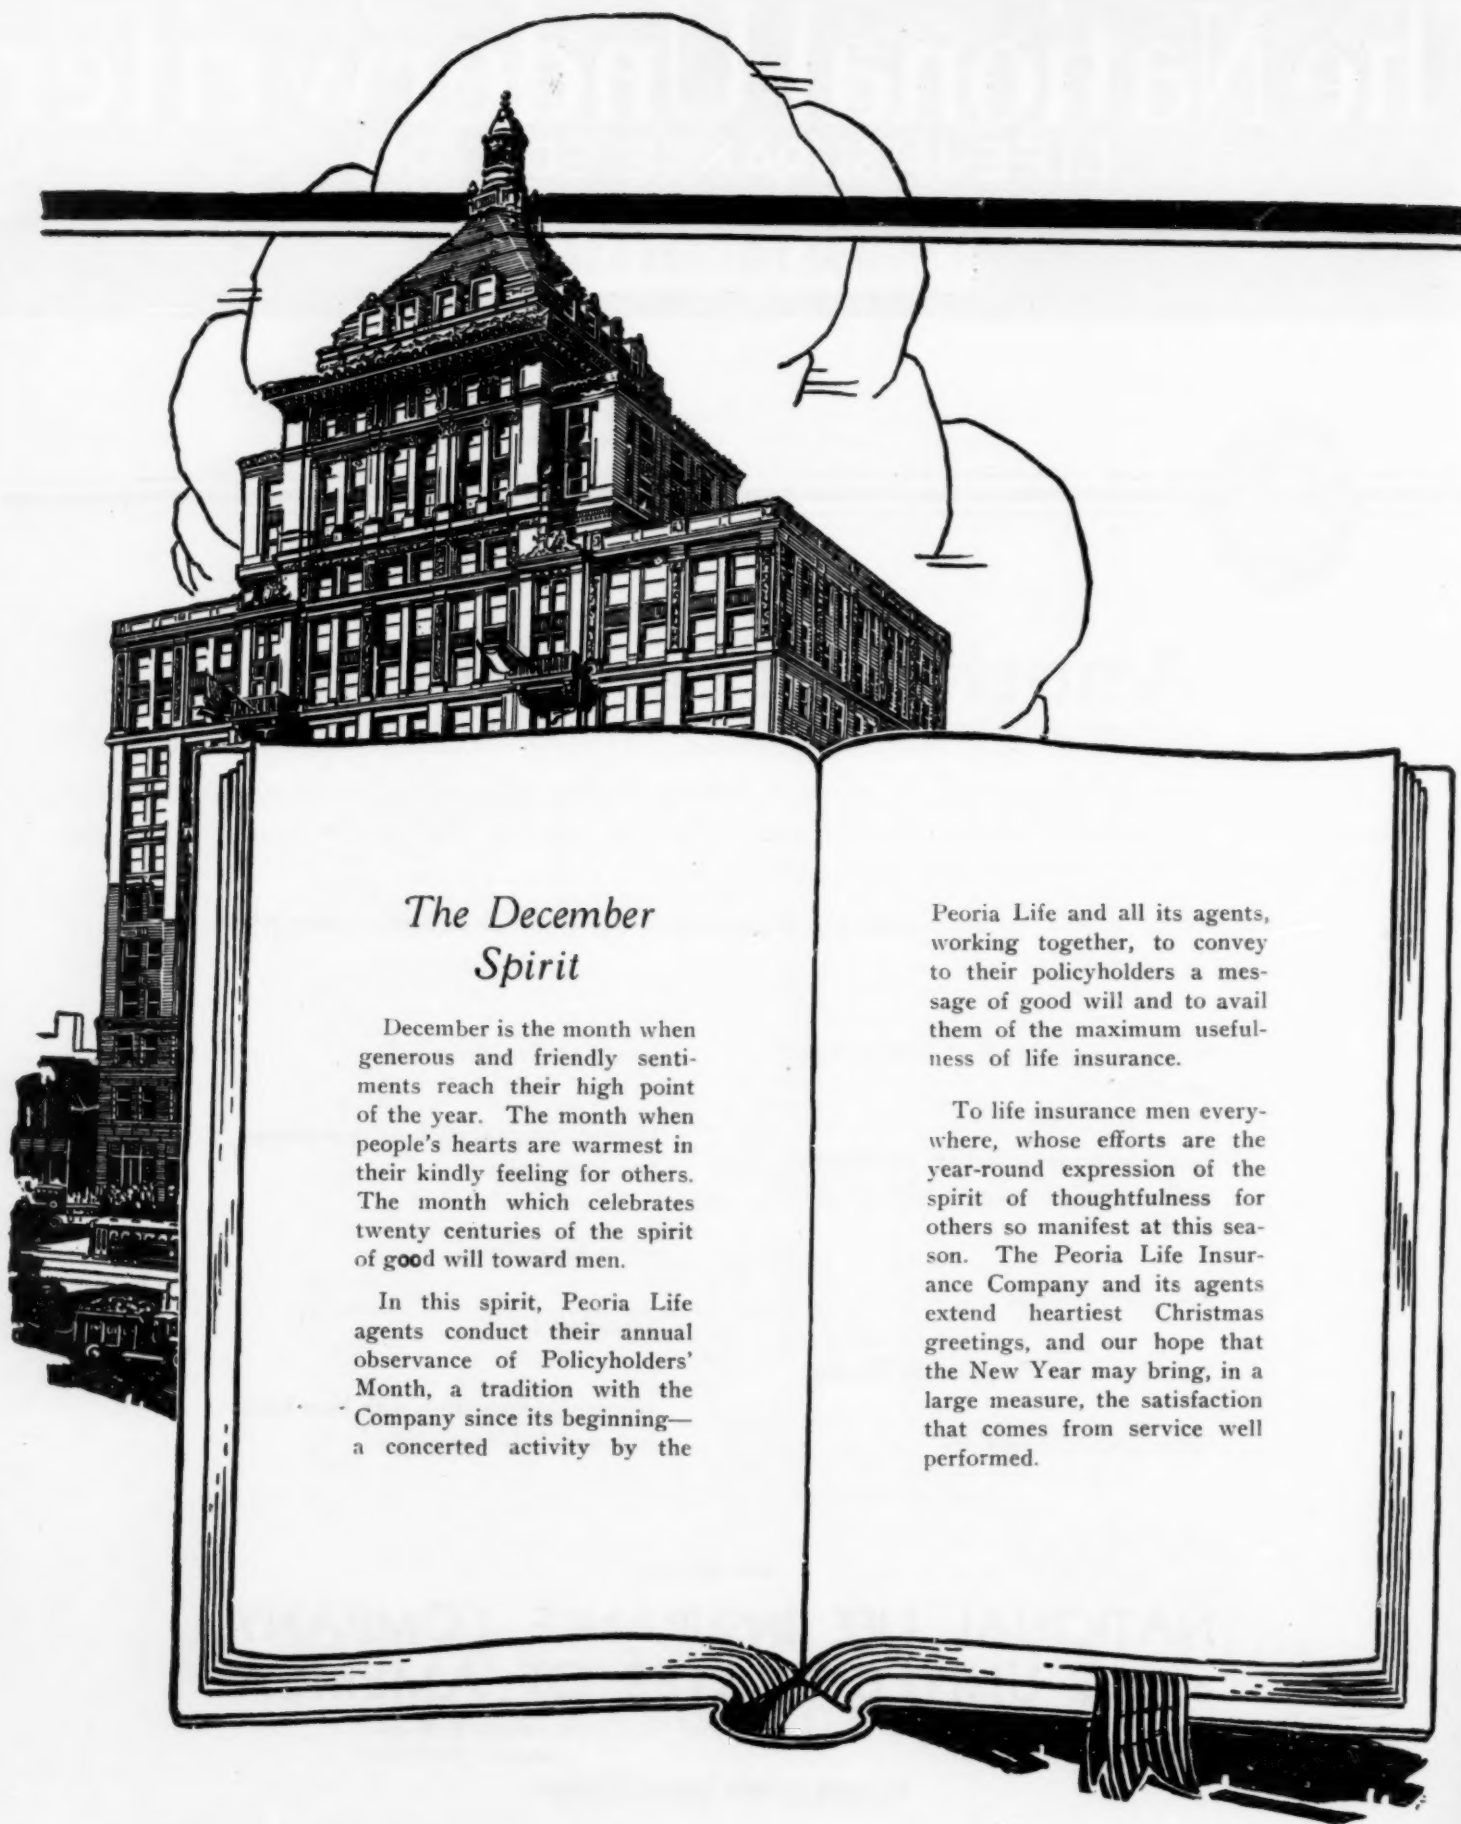 The December
Spirit
December is the month when
generous and friendly senti-
ments reach their high point
of the year. The month when
people's hearts are warmest in
their kindly feeling for others.
The month which celebrates
twenty centuries of the spirit
of good will toward men.
In this spirit, Peoria Life
agents conduct their annual
observance of Policyholders'
Month, a tradition with the
Company since its beginning—
a concerted activity by the
Peoria Life and all its agents,
working together, to convey
to their policyholders a mes-
sage of good will and to avail
them of the maximum useful-
ness of life insurance.
To life insurance men every-
where, whose efforts are the
year-round expression of the
spirit of thoughtfulness for
others so manifest at this sea-
son. The Peoria Life Insur-
ance Company and its agents
extend heartiest Christmas
greetings, and our hope that
the New Year may bring, in a
large measure, the satisfaction
that comes from service well
performed.